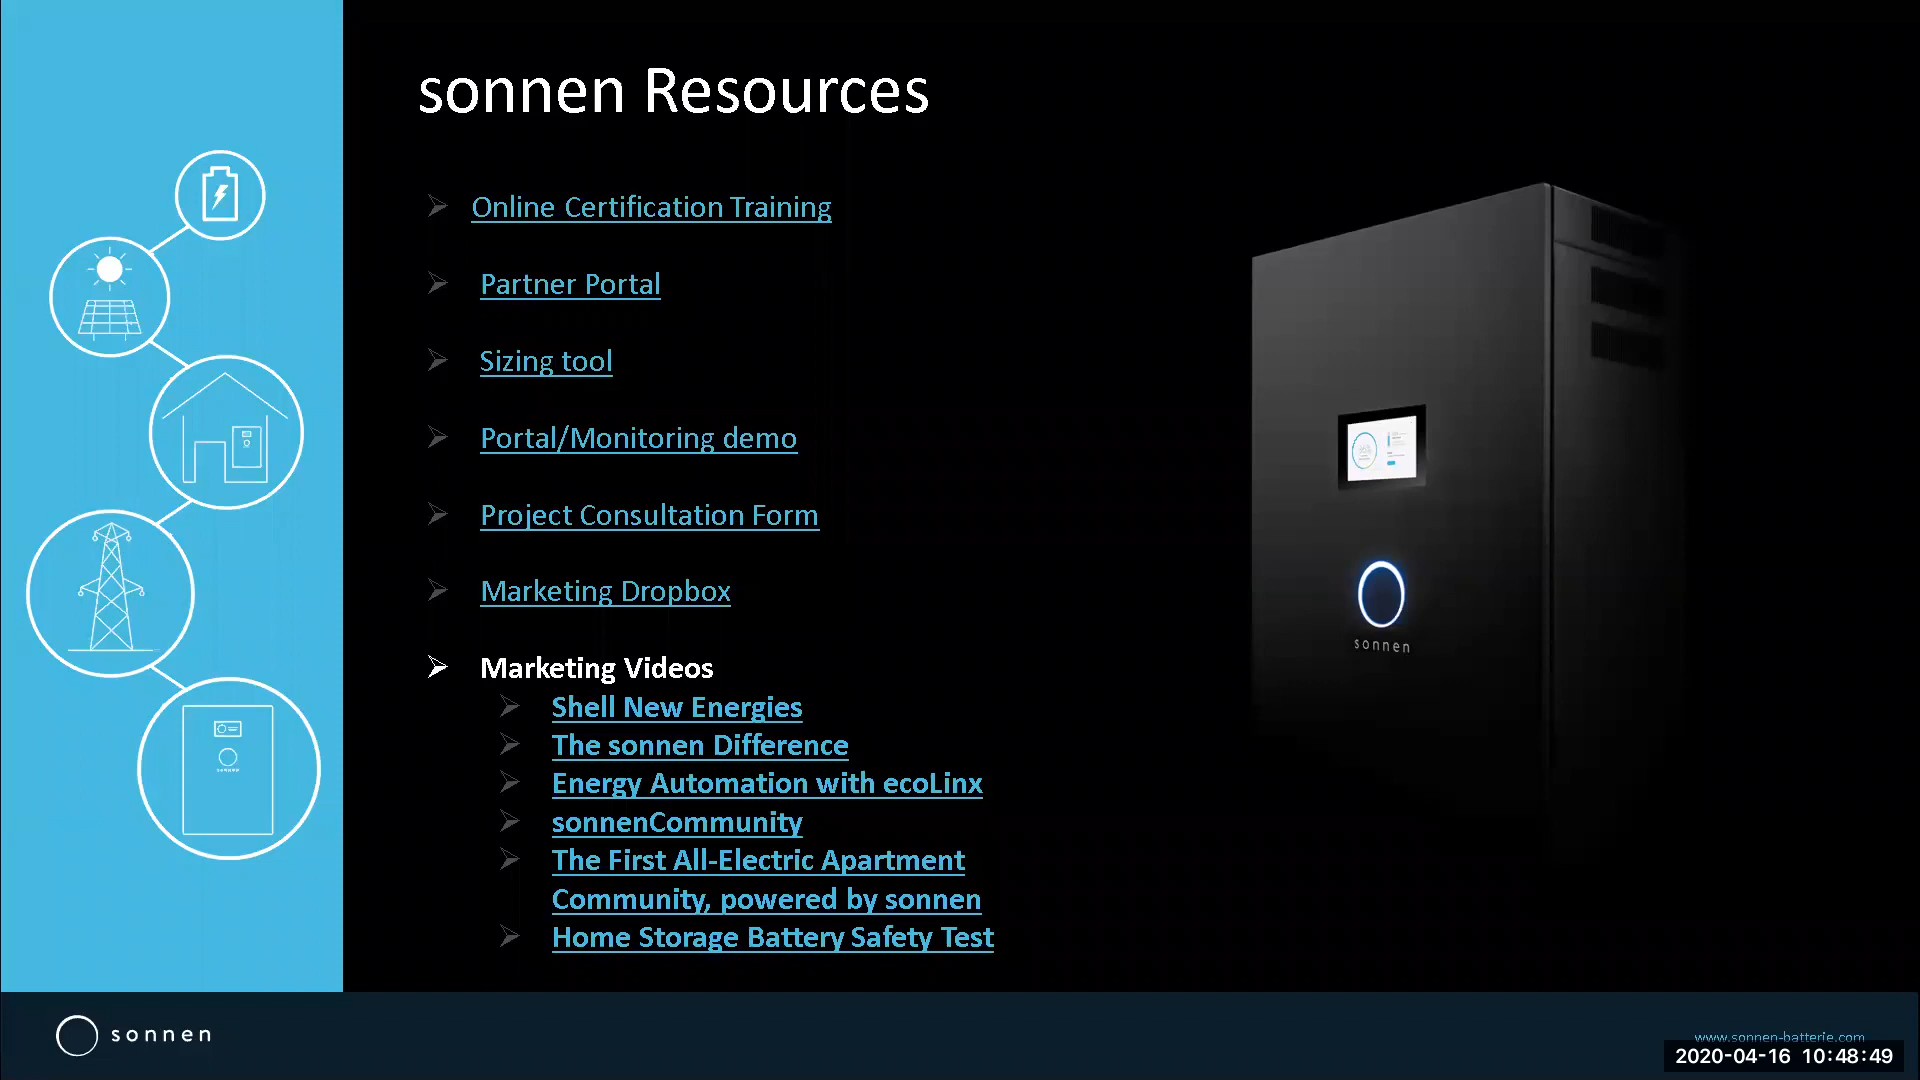 sonnen Resources
Online Certification Training
Partner Portal
Sizing tool
Portal/Monitoring demo
Project Consultation Form
Marketing Dropbox
Marketing Videos
Shell New Energies
The sonnen Difference
Energy Automation with ecoLinx
sonnenCommunity
The First All-Electric Apartment
Community, powered by sonnen
Home Storage Battery Safety Test
sonnen
sonnen
www.sonnen-batterie.com
2020-04-16 10:48:49